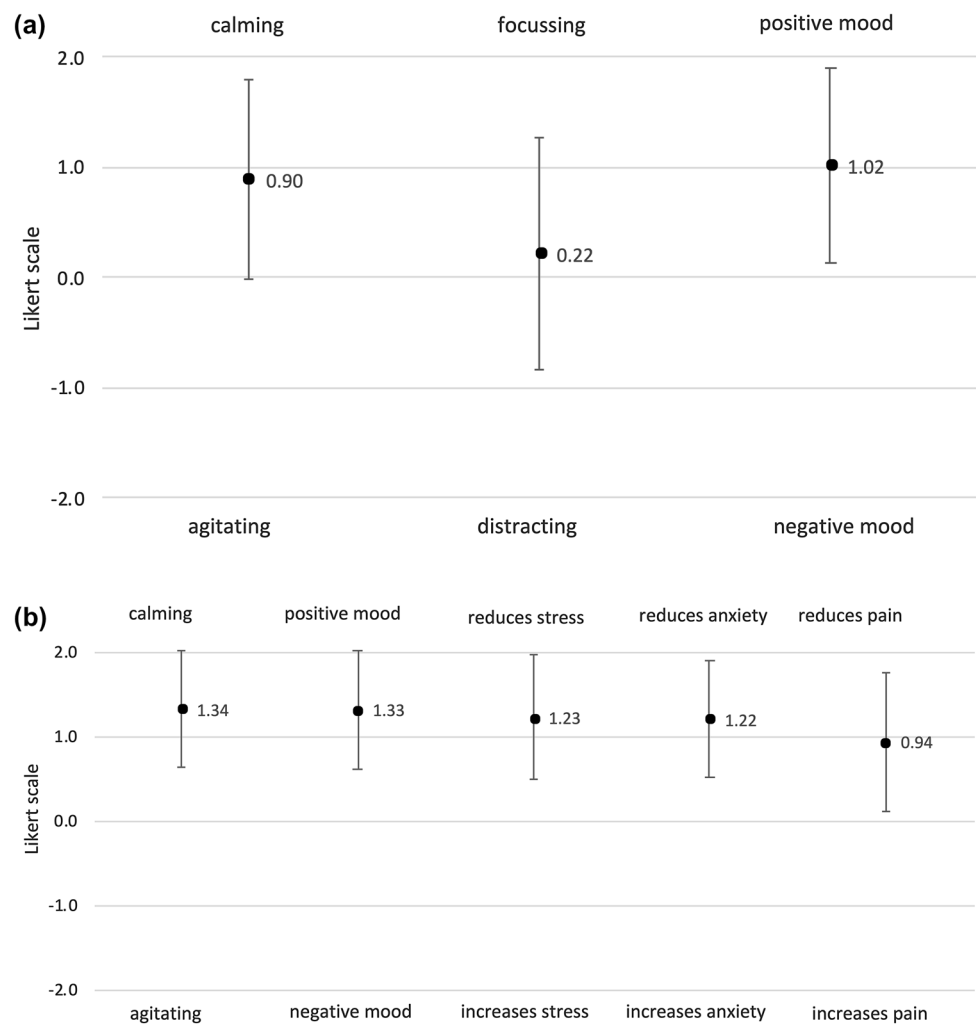 (a) calming focussing positive mood
2.0
1.0
0.90 1.02
0.22
0.0
-1.0
-2.0
Likert scale
agitating distracting negative mood
(b) calming positive mood reduces stress reduces anxiety reduces pain
2.0
1.34 1.33 1.23 1.22 0.94
1.0
0.0
-1.0
-2.0
Likert scale
agitating negative mood increases stress increases anxiety increases pain